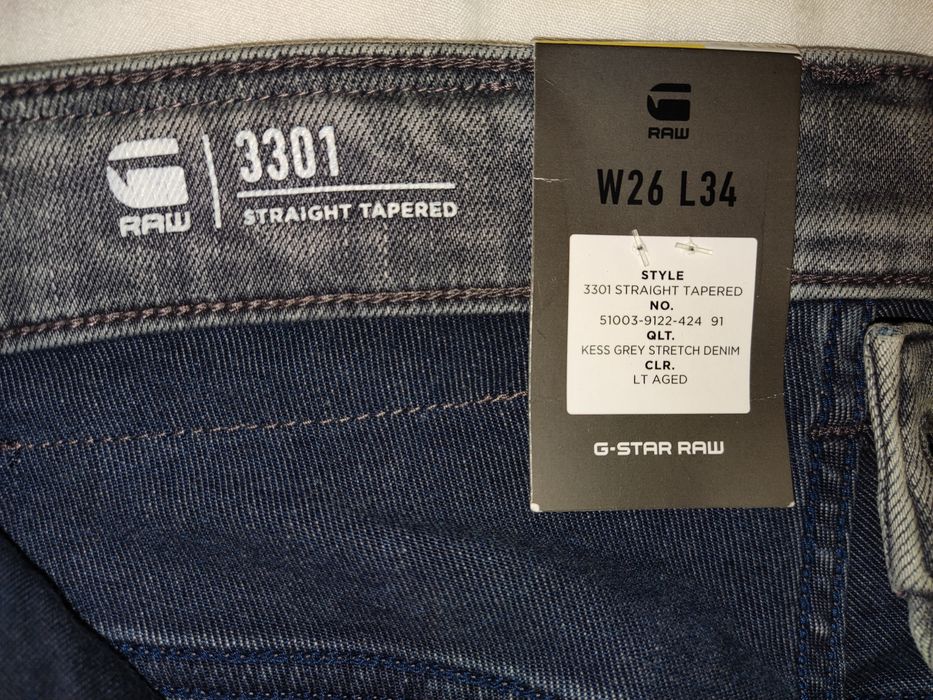 RAW
3301
STRAIGHT TAPERED
RAW
W26 L34
STYLE
3301 STRAIGHT TAPERED
NO.
51003-9122-424 91
QLT.
KESS GREY STRETCH DENIM
CLR.
LT AGED
G-STAR RAW